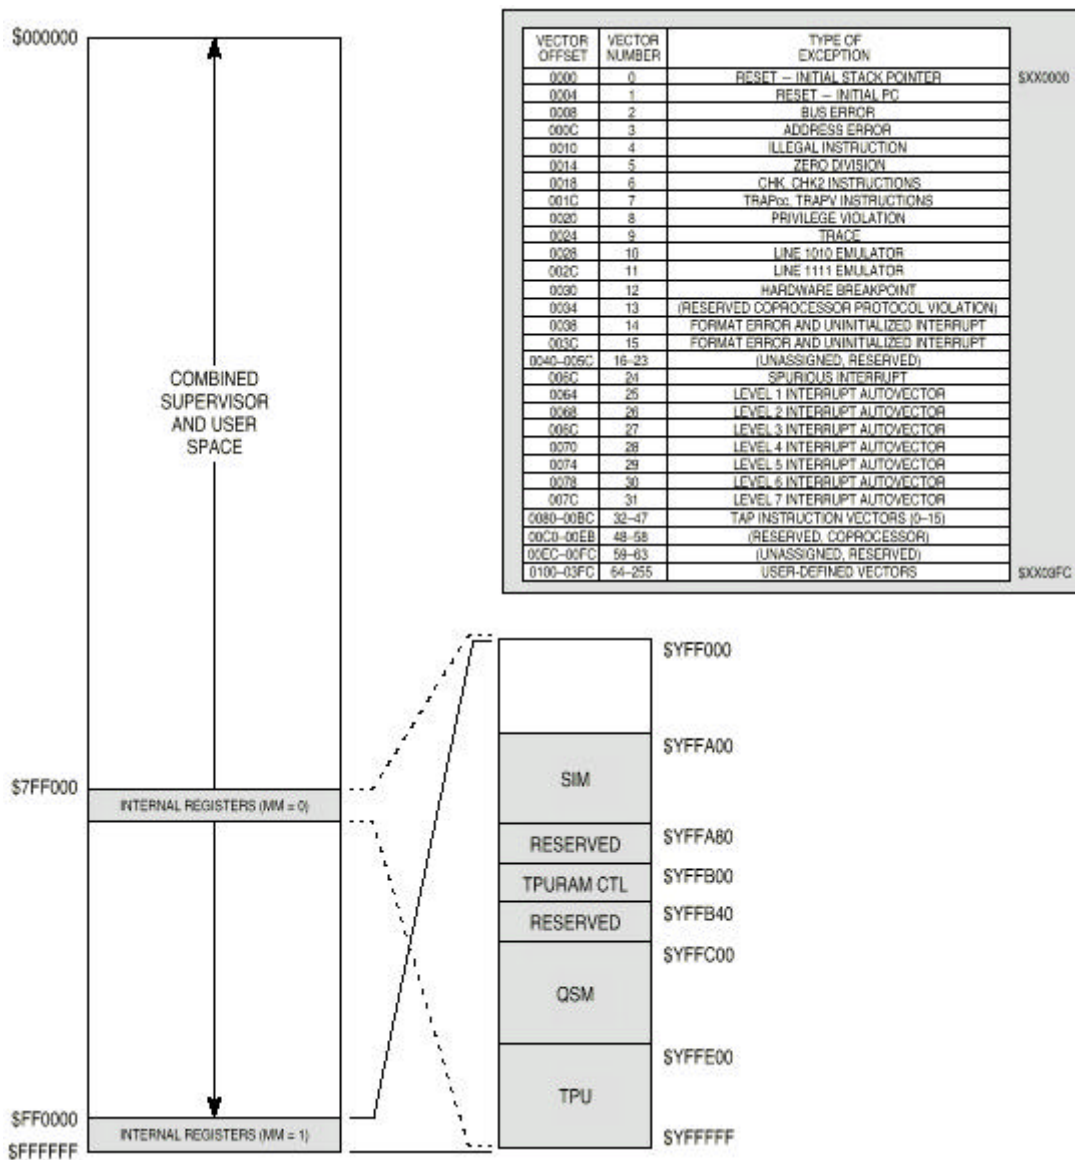 $000000
COMBINED
SUPERVISOR
AND USER
SPACE
$7FF000
INTERNAL REGISTERS (MM = 0)
$FF0000
INTERNAL REGISTERS (MM = 1)
$FFFFFF
VECTOR OFFSET VECTOR NUMBER TYPE OF EXCEPTION
0000 0 RESET – INITIAL STACK POINTER $XX0000
0004 1 RESET – INITIAL PC
0008 2 BUS ERROR
000C 3 ADDRESS ERROR
0010 4 ILLEGAL INSTRUCTION
0014 5 ZERO DIVISION
0018 6 CHK, CHK2 INSTRUCTIONS
001C 7 TRAPcc, TRAPV INSTRUCTIONS
0020 8 PRIVILEGE VIOLATION
0024 9 TRACE
0028 10 LINE 1010 EMULATOR
002C 11 LINE 1111 EMULATOR
0030 12 HARDWARE BREAKPOINT
0034 13 (RESERVED COPROCESSOR PROTOCOL VIOLATION)
0038 14 FORMAT ERROR AND UNINITIALIZED INTERRUPT
003C 15 FORMAT ERROR AND UNINITIALIZED INTERRUPT
0040–005C 16–23 (UNASSIGNED, RESERVED)
006C 24 SPURIOUS INTERRUPT
0064 25 LEVEL 1 INTERRUPT AUTOVECTOR
0068 26 LEVEL 2 INTERRUPT AUTOVECTOR
006C 27 LEVEL 3 INTERRUPT AUTOVECTOR
0070 28 LEVEL 4 INTERRUPT AUTOVECTOR
0074 29 LEVEL 5 INTERRUPT AUTOVECTOR
0078 30 LEVEL 6 INTERRUPT AUTOVECTOR
007C 31 LEVEL 7 INTERRUPT AUTOVECTOR
0080–00BC 32–47 TAP INSTRUCTION VECTORS (0–15)
00C0–00EB 48–58 (RESERVED, COPROCESSOR)
00EC–00FC 59–63 (UNASSIGNED, RESERVED)
0100–03FC 64–255 USER-DEFINED VECTORS $XX03FC
$YFF000
$YFFA00
SIM
$YFFA80
RESERVED
$YFFB00
TPURAM CTL
$YFFB40
RESERVED
$YFFC00
QSM
$YFFE00
TPU
$YFFFFF